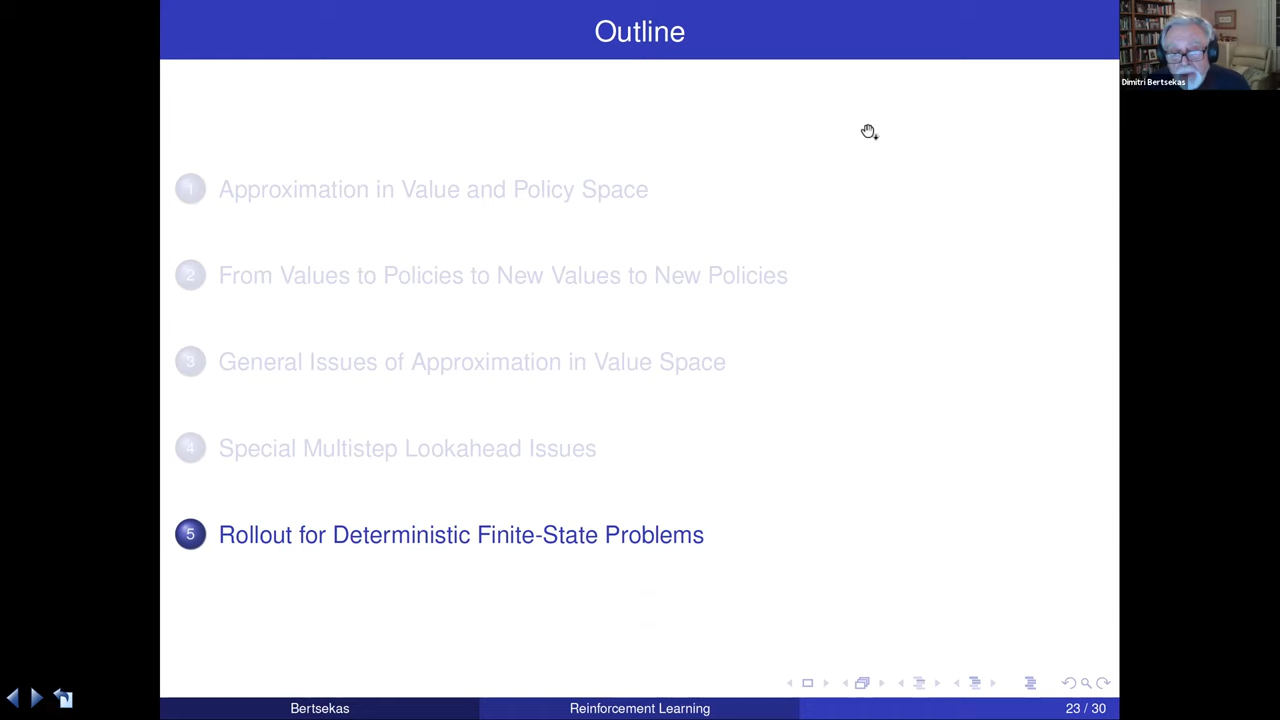 Outline
Dimitri Bertsekas
1 Approximation in Value and Policy Space
2 From Values to Policies to New Values to New Policies
3 General Issues of Approximation in Value Space
4 Special Multistep Lookahead Issues
5 Rollout for Deterministic Finite-State Problems
Bertsekas Reinforcement Learning 23 / 30